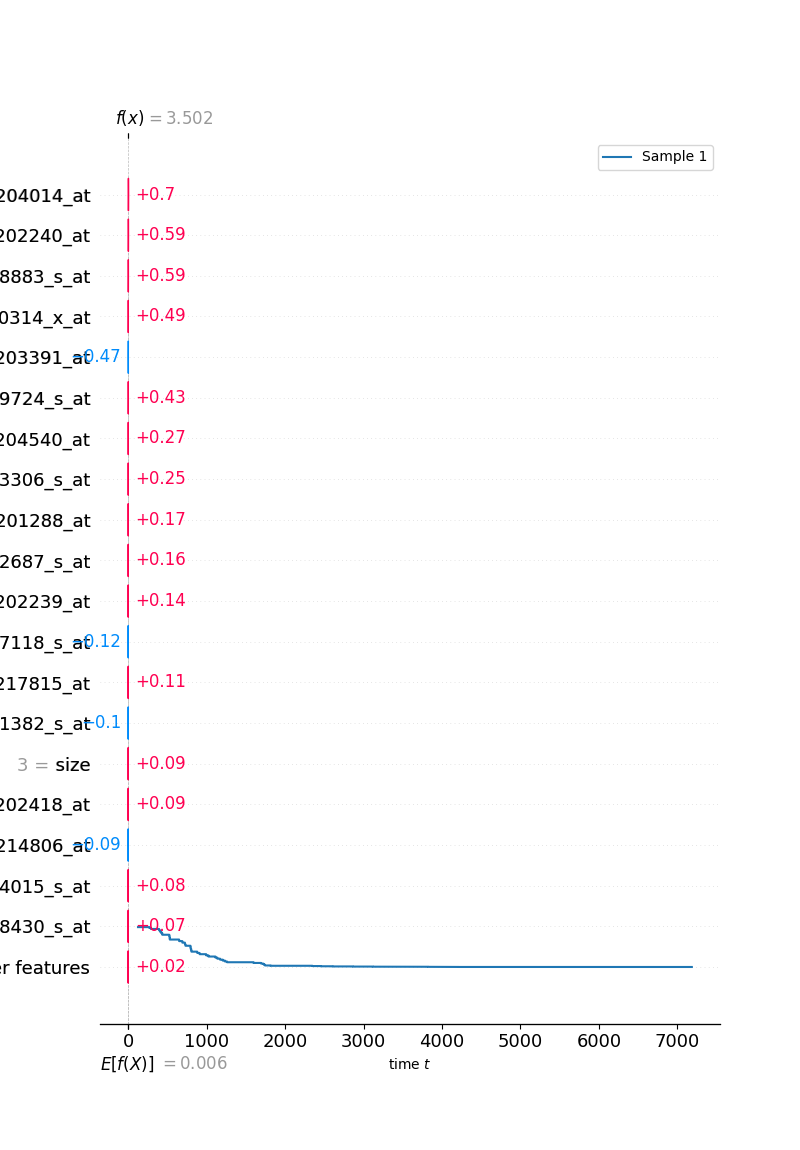 f(x) = 3.502
Sample 1
204014_at +0.7
202240_at +0.59
8883_s_at +0.59
0314_x_at +0.49
203391_at −0.47
9724_s_at +0.43
204540_at +0.27
3306_s_at +0.25
201288_at +0.17
2687_s_at +0.16
202239_at +0.14
7118_s_at −0.12
217815_at +0.11
1382_s_at −0.1
3 = size +0.09
202418_at +0.09
214806_at −0.09
4015_s_at +0.08
8430_s_at +0.07
er features +0.02
0 1000 2000 3000 4000 5000 6000 7000
E[f(X)] = 0.006
time t